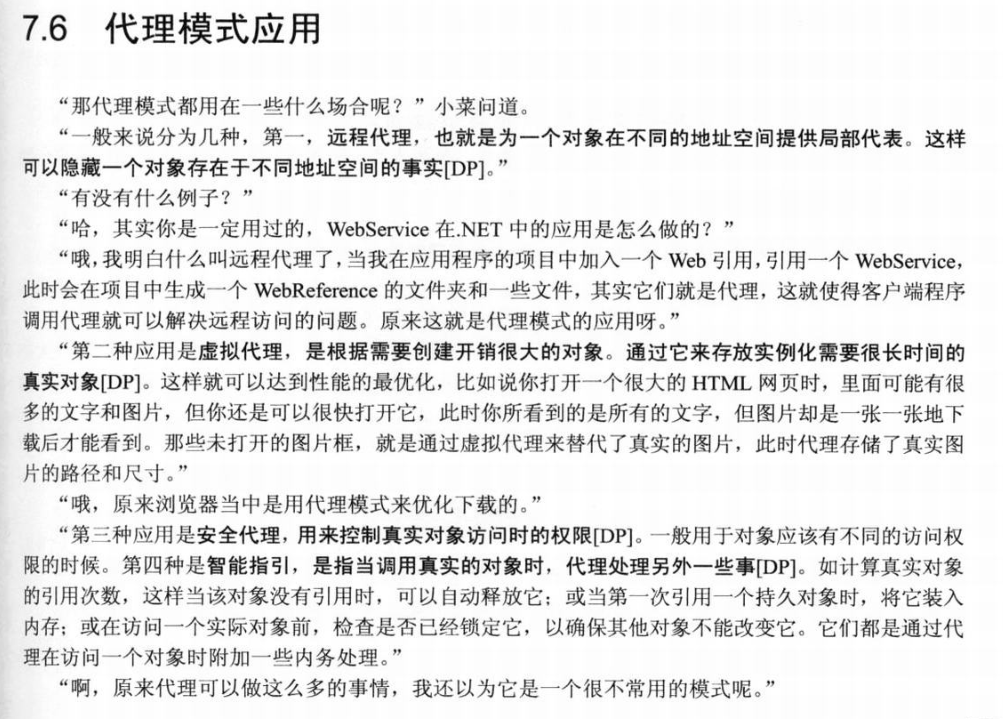 7.6 代理模式应用
“那代理模式都用在一些什么场合呢？”小菜问道。
“一般来说分为几种，第一，远程代理，也就是为一个对象在不同的地址空间提供局部代表。这样
可以隐藏一个对象存在于不同地址空间的事实[DP]。”
“有没有什么例子？”
“哈，其实你是一定用过的，WebService 在.NET 中的应用是怎么做的？”
“哦，我明白什么叫远程代理了，当我在应用程序的项目中加入一个 Web 引用，引用一个 WebService，
此时会在项目中生成一个 WebReference 的文件夹和一些文件，其实它们就是代理，这就使得客户端程序
调用代理就可以解决远程访问的问题。原来这就是代理模式的应用呀。”
“第二种应用是虚拟代理，是根据需要创建开销很大的对象。通过它来存放实例化需要很长时间的
真实对象[DP]。这样就可以达到性能的最优化，比如说你打开一个很大的 HTML 网页时，里面可能有很
多的文字和图片，但你还是可以很快打开它，此时你所看到的是所有的文字，但图片却是一张一张地下
载后才能看到。那些未打开的图片框，就是通过虚拟代理来替代了真实的图片，此时代理存储了真实图
片的路径和尺寸。”
“哦，原来浏览器当中是用代理模式来优化下载的。”
“第三种应用是安全代理，用来控制真实对象访问时的权限[DP]。一般用于对象应该有不同的访问权
限的时候。第四种是智能指引，是指当调用真实的对象时，代理处理另外一些事[DP]。如计算真实对象
的引用次数，这样当该对象没有引用时，可以自动释放它；或当第一次引用一个持久对象时，将它装入
内存；或在访问一个实际对象前，检查是否已经锁定它，以确保其他对象不能改变它。它们都是通过代
理在访问一个对象时附加一些内务处理。”
“啊，原来代理可以做这么多的事情，我还以为它是一个很不常用的模式呢。”